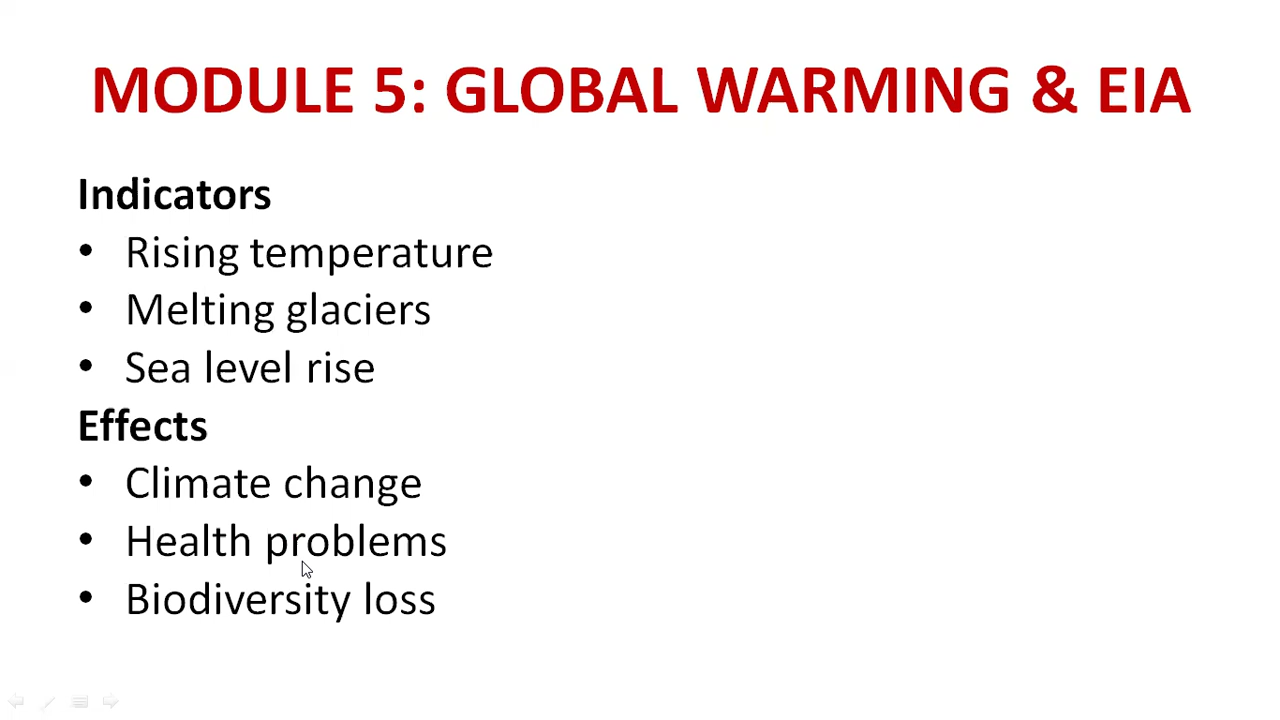 MODULE 5: GLOBAL WARMING & EIA
Indicators
• Rising temperature
• Melting glaciers
• Sea level rise
Effects
• Climate change
• Health problems
• Biodiversity loss